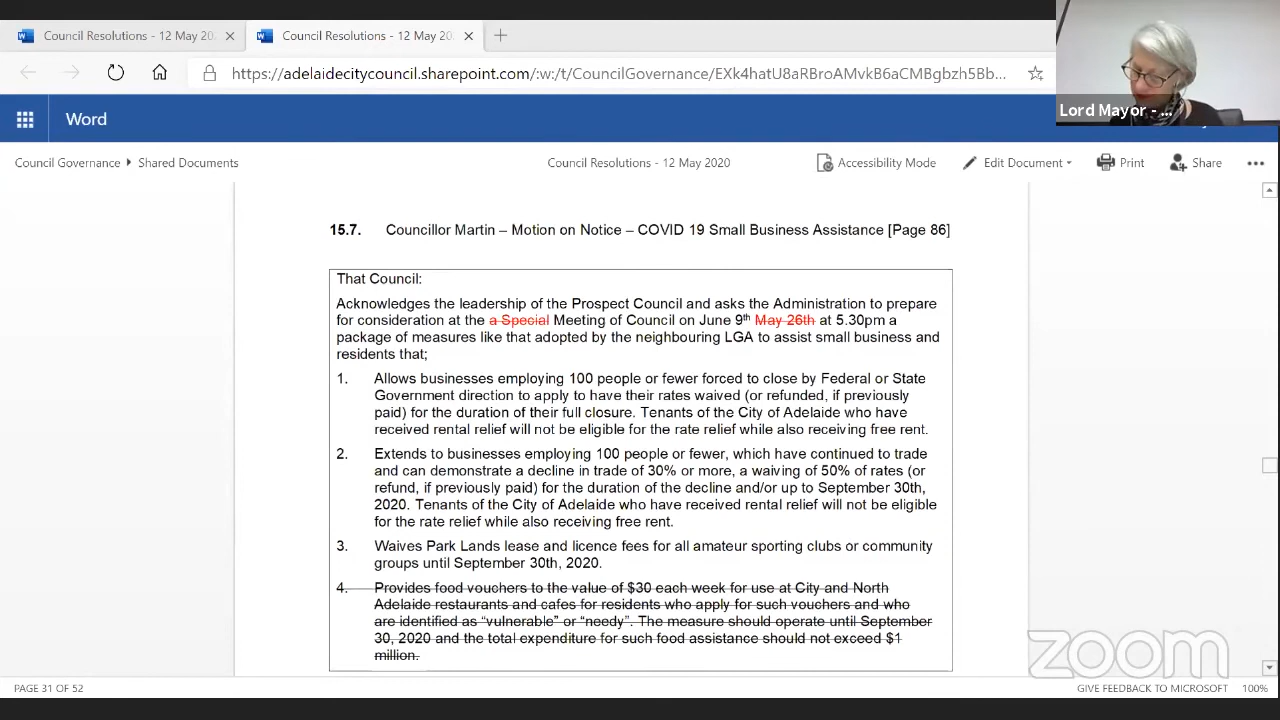 Council Resolutions - 12 May 202
Council Resolutions - 12 May 202
https://adelaidecitycouncil.sharepoint.com/:w:/t/CouncilGovernance/EXk4hatU8aRBroAMvkB6aCMBgbzh5Bb...
Lord Mayor - ...
Word
Council Governance
Shared Documents
Council Resolutions - 12 May 2020
Accessibility Mode
Edit Document
Print
Share
15.7. Councillor Martin – Motion on Notice – COVID 19 Small Business Assistance [Page 86]
That Council:
Acknowledges the leadership of the Prospect Council and asks the Administration to prepare
for consideration at the a Special Meeting of Council on June 9th May 26th at 5.30pm a
package of measures like that adopted by the neighbouring LGA to assist small business and
residents that;
1. Allows businesses employing 100 people or fewer forced to close by Federal or State
Government direction to apply to have their rates waived (or refunded, if previously
paid) for the duration of their full closure. Tenants of the City of Adelaide who have
received rental relief will not be eligible for the rate relief while also receiving free rent.
2. Extends to businesses employing 100 people or fewer, which have continued to trade
and can demonstrate a decline in trade of 30% or more, a waiving of 50% of rates (or
refund, if previously paid) for the duration of the decline and/or up to September 30th,
2020. Tenants of the City of Adelaide who have received rental relief will not be eligible
for the rate relief while also receiving free rent.
3. Waives Park Lands lease and licence fees for all amateur sporting clubs or community
groups until September 30th, 2020.
4. Provides food vouchers to the value of $30 each week for use at City and North
Adelaide restaurants and cafes for residents who apply for such vouchers and who
are identified as “vulnerable” or “needy”. The measure should operate until September
30, 2020 and the total expenditure for such food assistance should not exceed $1
million.
zoom
PAGE 31 OF 52
GIVE FEEDBACK TO MICROSOFT
100%